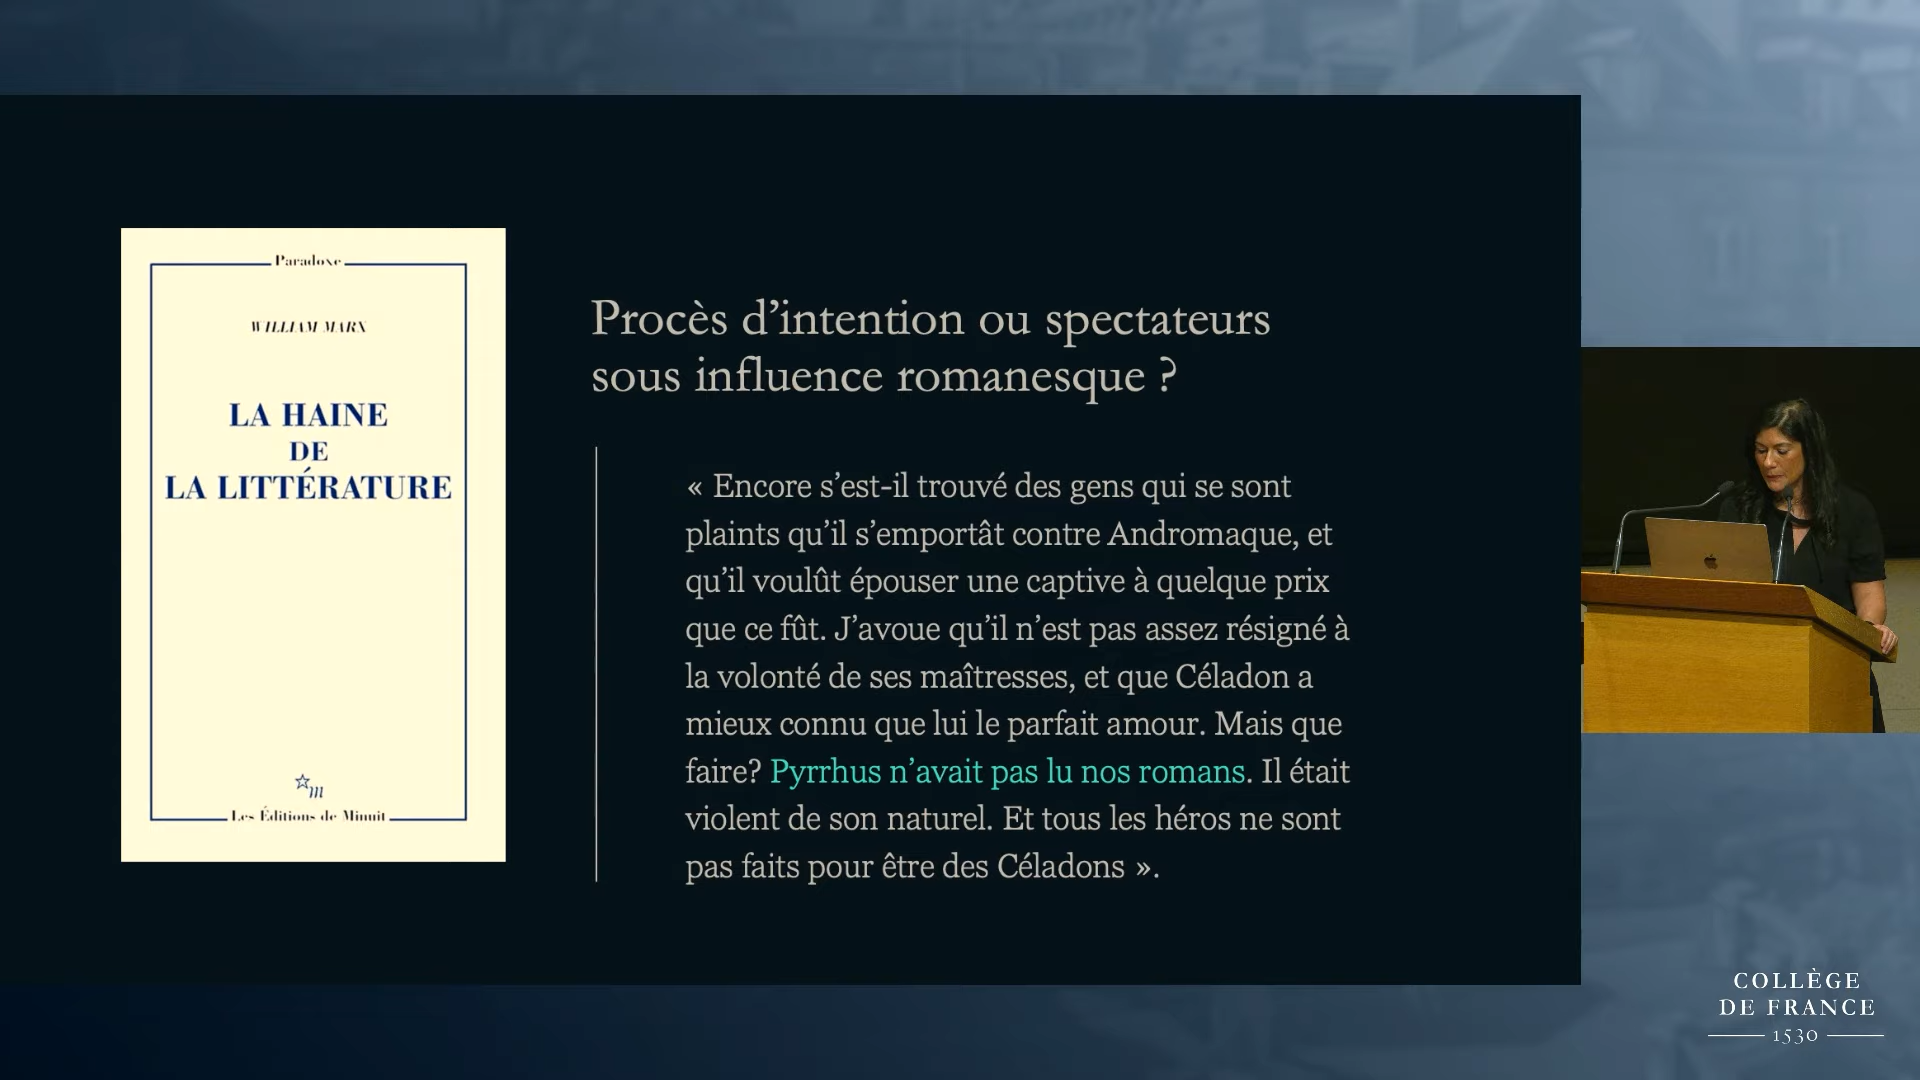 Paradoxe
WILLIAM MARX
LA HAINE
DE
LA LITTÉRATURE
m
Les Éditions de Minuit
Procès d’intention ou spectateurs
sous influence romanesque ?
« Encore s’est-il trouvé des gens qui se sont
plaints qu’il s’emportât contre Andromaque, et
qu’il voulût épouser une captive à quelque prix
que ce fût. J’avoue qu’il n’est pas assez résigné à
la volonté de ses maîtresses, et que Céladon a
mieux connu que lui le parfait amour. Mais que
faire? Pyrrhus n’avait pas lu nos romans. Il était
violent de son naturel. Et tous les héros ne sont
pas faits pour être des Céladons ».
COLLÈGE
DE FRANCE
1530